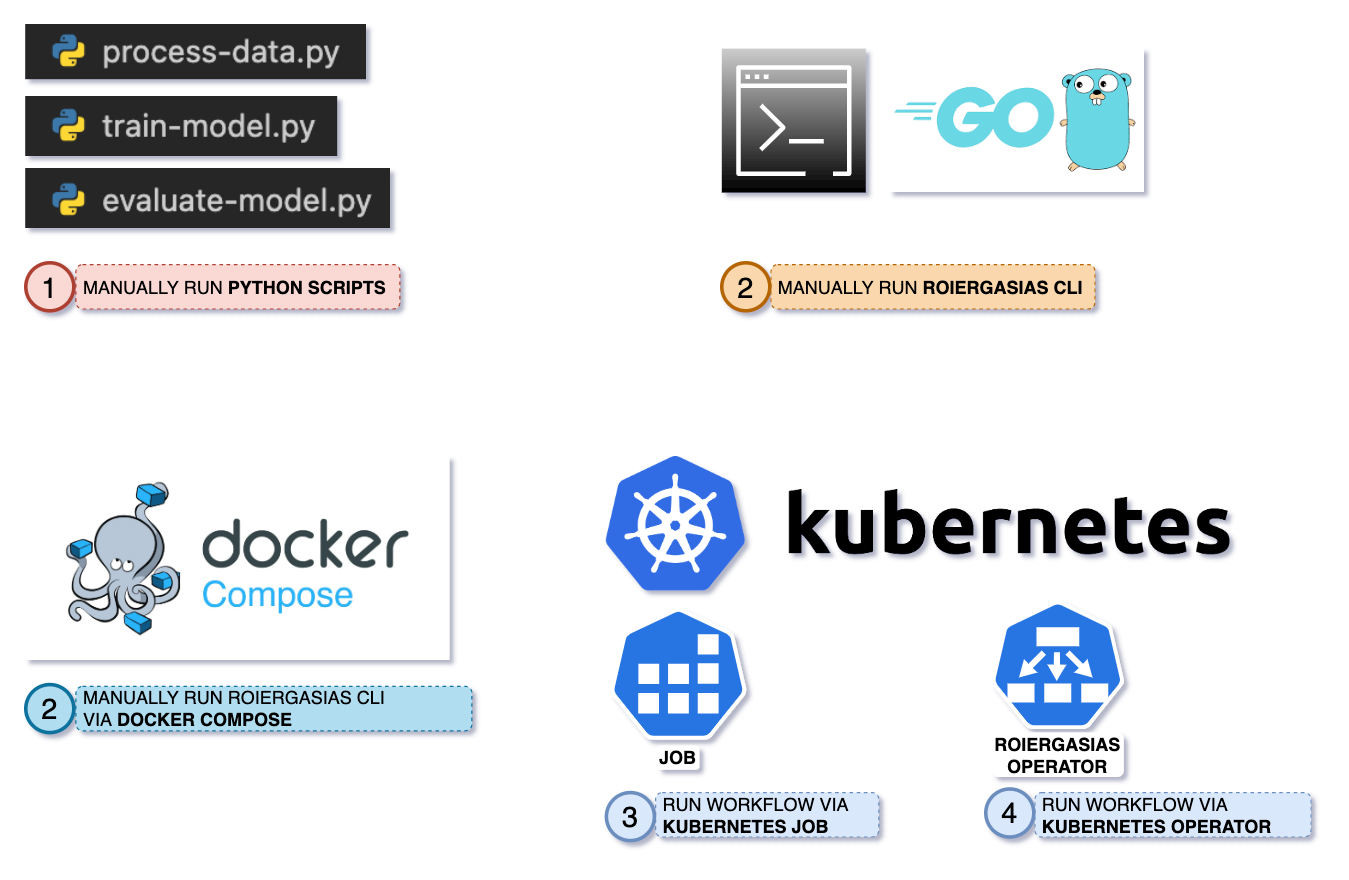 process-data.py
train-model.py
evaluate-model.py
1
MANUALLY RUN PYTHON SCRIPTS
>_
GO
2
MANUALLY RUN ROIERGASIAS CLI
docker
Compose
2
MANUALLY RUN ROIERGASIAS CLI
VIA DOCKER COMPOSE
kubernetes
JOB
3
RUN WORKFLOW VIA
KUBERNETES JOB
ROIERGASIAS
OPERATOR
4
RUN WORKFLOW VIA
KUBERNETES OPERATOR